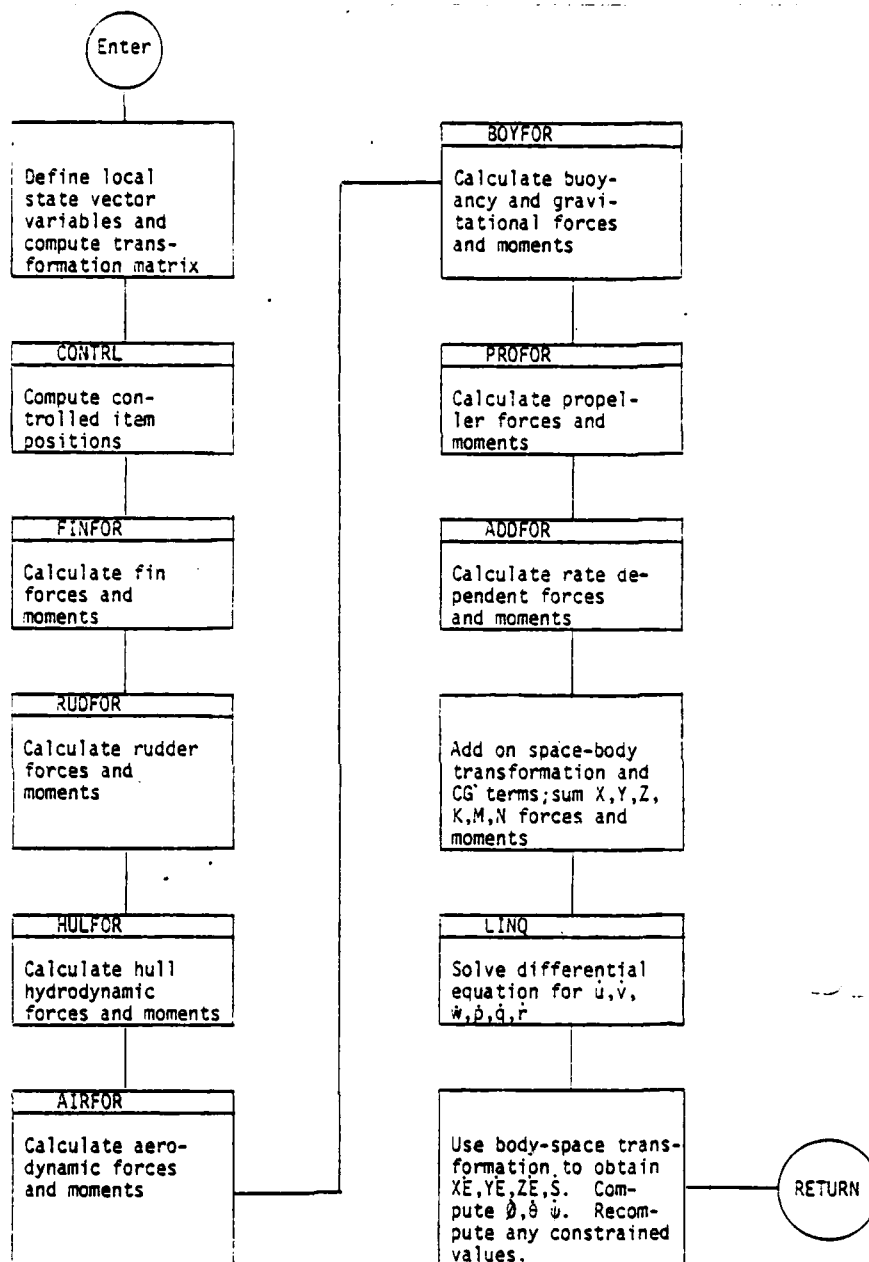 Enter
Define local
state vector
variables and
compute trans-
formation matrix
CONTRL
Compute con-
trolled item
positions
FINFOR
Calculate fin
forces and
moments
RUDFOR
Calculate rudder
forces and
moments
HULFOR
Calculate hull
hydrodynamic
forces and moments
AIRFOR
Calculate aero-
dynamic forces
and moments
BOYFOR
Calculate buoy-
ancy and gravi-
tational forces
and moments
PROFOR
Calculate propel-
ler forces and
moments
ADDFOR
Calculate rate de-
pendent forces
and moments
Add on space-body
transformation and
CG terms;sum X,Y,Z,
K,M,N forces and
moments
LINQ
Solve differential
equation for u̇,v̇,
ẇ,ṗ,q̇,ṙ
Use body-space trans-
formation to obtain
ẊE,ẎE,ŻE,Ṡ. Com-
pute Ø̇,θ̇ ψ̇. Recom-
pute any constrained
values.
RETURN